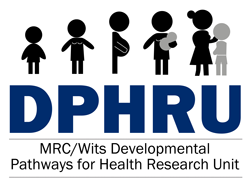 DPHRU
MRC/Wits Developmental
Pathways for Health Research Unit